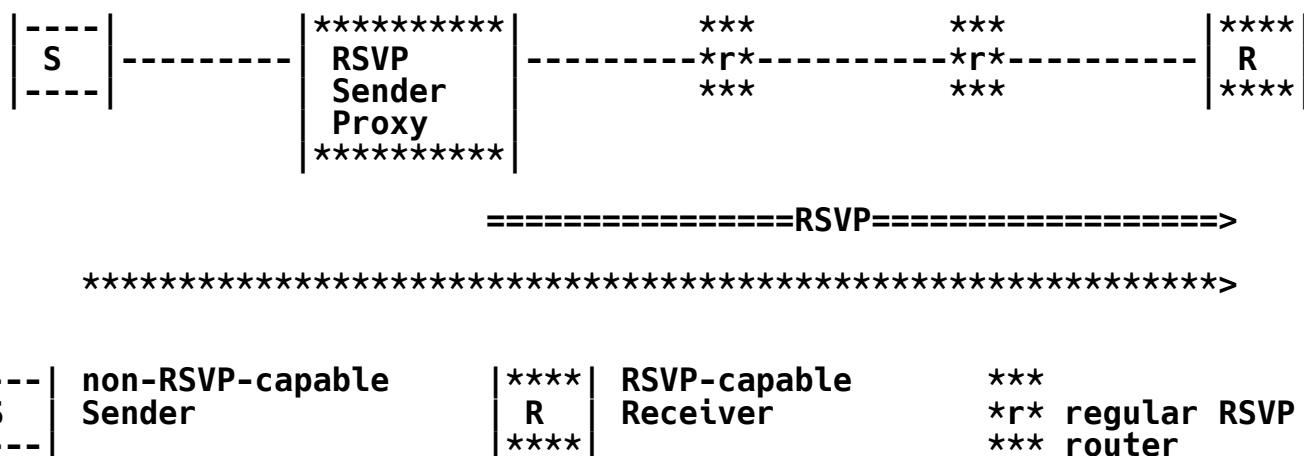 |----|         |**********|         ***          ***          |****|
| S  |---------| RSVP     |---------*r*----------*r*----------| R  |
|----|         | Sender   |         ***          ***          |****|
               | Proxy    |
               |**********|
===============RSVP==================>
***********************************************************>
---| non-RSVP-capable     |****| RSVP-capable       ***
S  | Sender               | R  | Receiver           *r* regular RSVP
---|                      |****|                    *** router